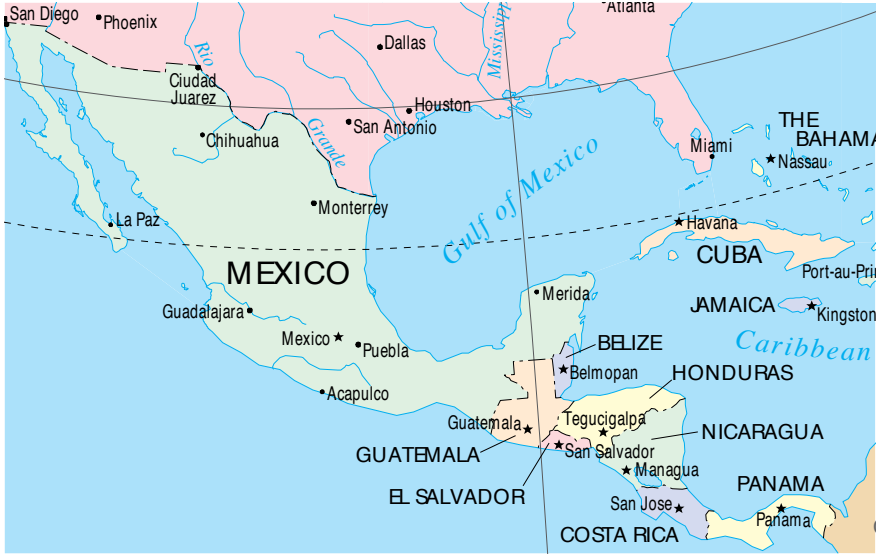 San Diego
Phoenix
Atlanta
Dallas
Mississipp
Rio
Ciudad
Juarez
Houston
San Antonio
Grande
Chihuahua
Miami
THE
BAHAMA
Nassau
Gulf of Mexico
La Paz
Monterrey
Havana
CUBA
MEXICO
Port-au-Prin
Merida
JAMAICA
Kingston
Guadalajara
Mexico
Puebla
BELIZE
Caribbean
Belmopan
HONDURAS
Acapulco
Guatemala
Tegucigalpa
NICARAGUA
GUATEMALA
San Salvador
Managua
EL SALVADOR
PANAMA
San Jose
Panama
COSTA RICA